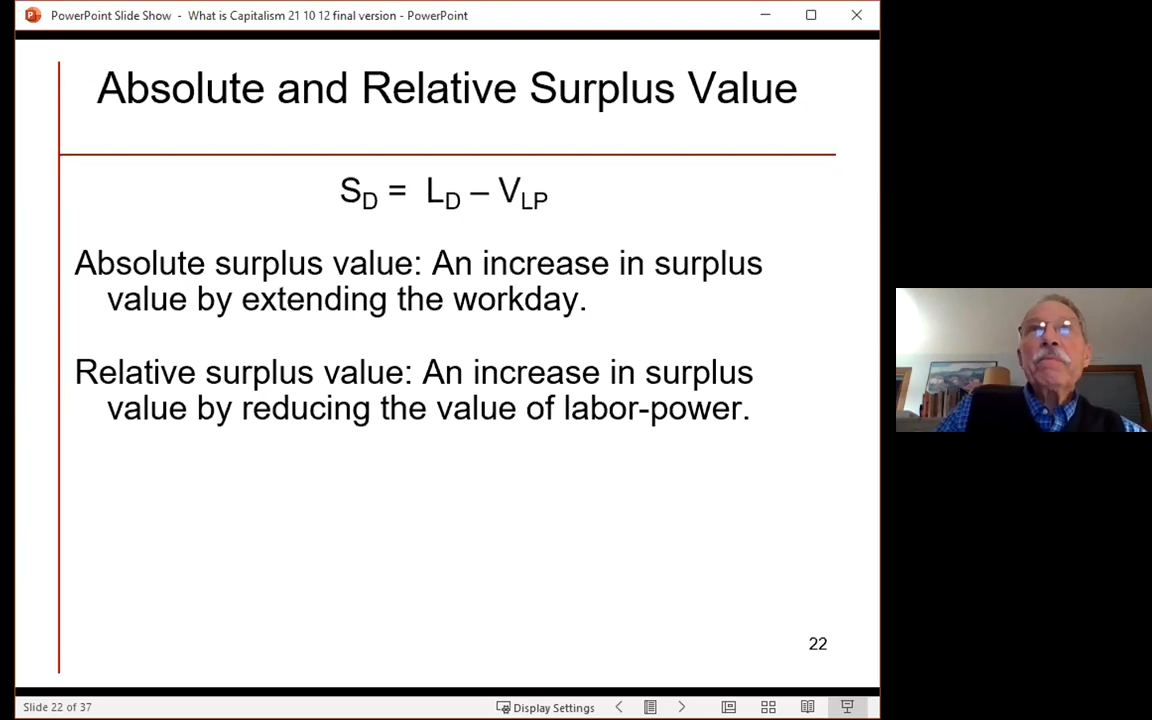 PowerPoint Slide Show - What is Capitalism 21 10 12 final version - PowerPoint
Absolute and Relative Surplus Value
S_D = L_D – V_LP
Absolute surplus value: An increase in surplus
value by extending the workday.
Relative surplus value: An increase in surplus
value by reducing the value of labor-power.
22
Slide 22 of 37
Display Settings